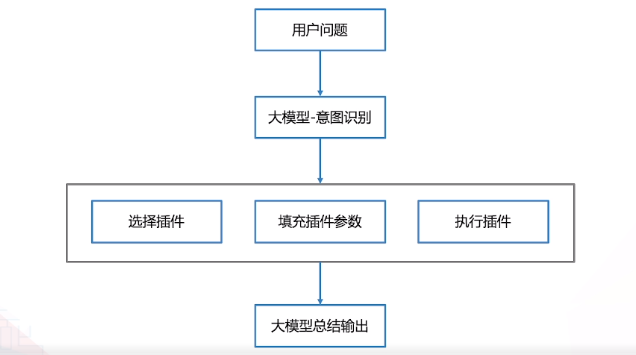 用户问题
大模型-意图识别
选择插件
填充插件参数
执行插件
大模型总结输出